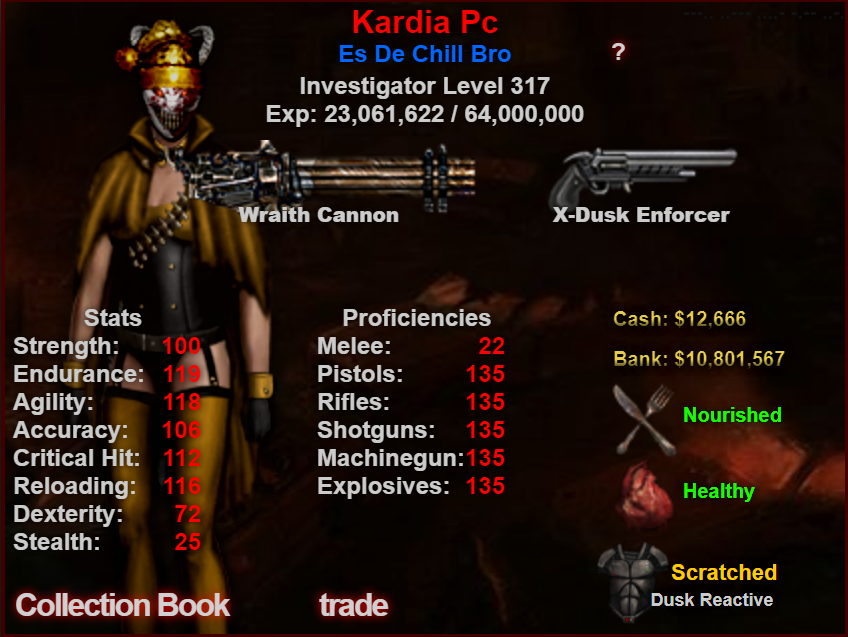 Kardia Pc
Es De Chill Bro
?
Investigator Level 317
Exp: 23,061,622 / 64,000,000
Wraith Cannon
X-Dusk Enforcer
Stats
Strength: 100
Endurance: 119
Agility: 118
Accuracy: 106
Critical Hit: 112
Reloading: 116
Dexterity: 72
Stealth: 25
Proficiencies
Melee: 22
Pistols: 135
Rifles: 135
Shotguns: 135
Machinegun: 135
Explosives: 135
Cash: $12,666
Bank: $10,801,567
Nourished
Healthy
Scratched
Dusk Reactive
Collection Book
trade